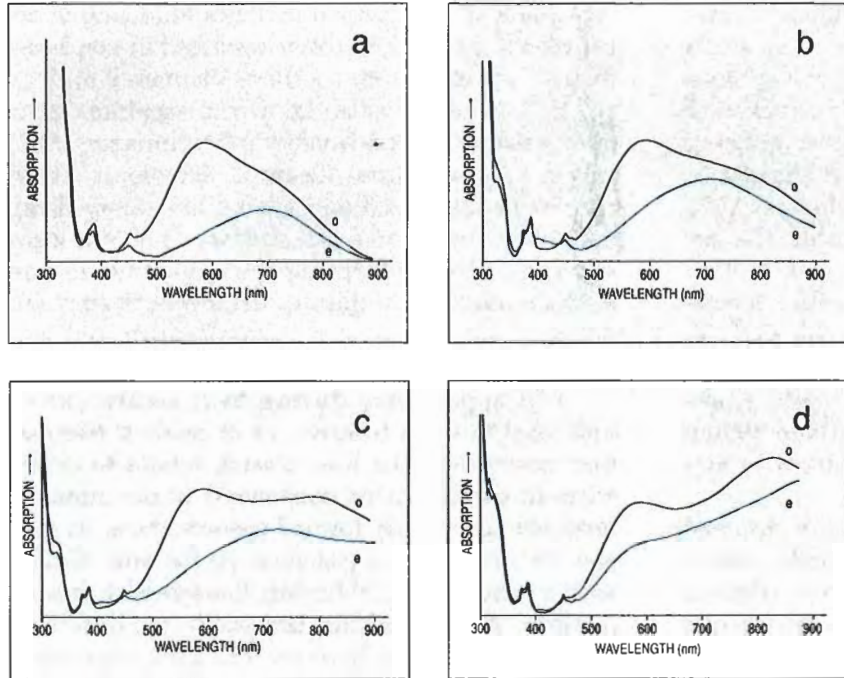 a
ABSORPTION →
o
e
300 400 500 600 700 800 900
WAVELENGTH (nm)
b
ABSORPTION →
o
e
300 400 500 600 700 800 900
WAVELENGTH (nm)
c
ABSORPTION →
o
e
300 400 500 600 700 800 900
WAVELENGTH (nm)
d
ABSORPTION →
o
e
300 400 500 600 700 800 900
WAVELENGTH (nm)